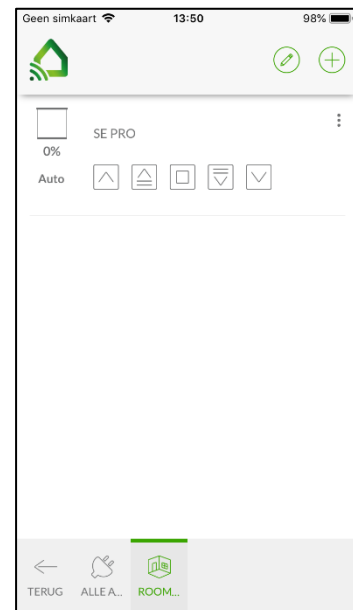 Geen simkaart 13:50 98%
SE PRO
0%
Auto
TERUG ALLE A... ROOM...